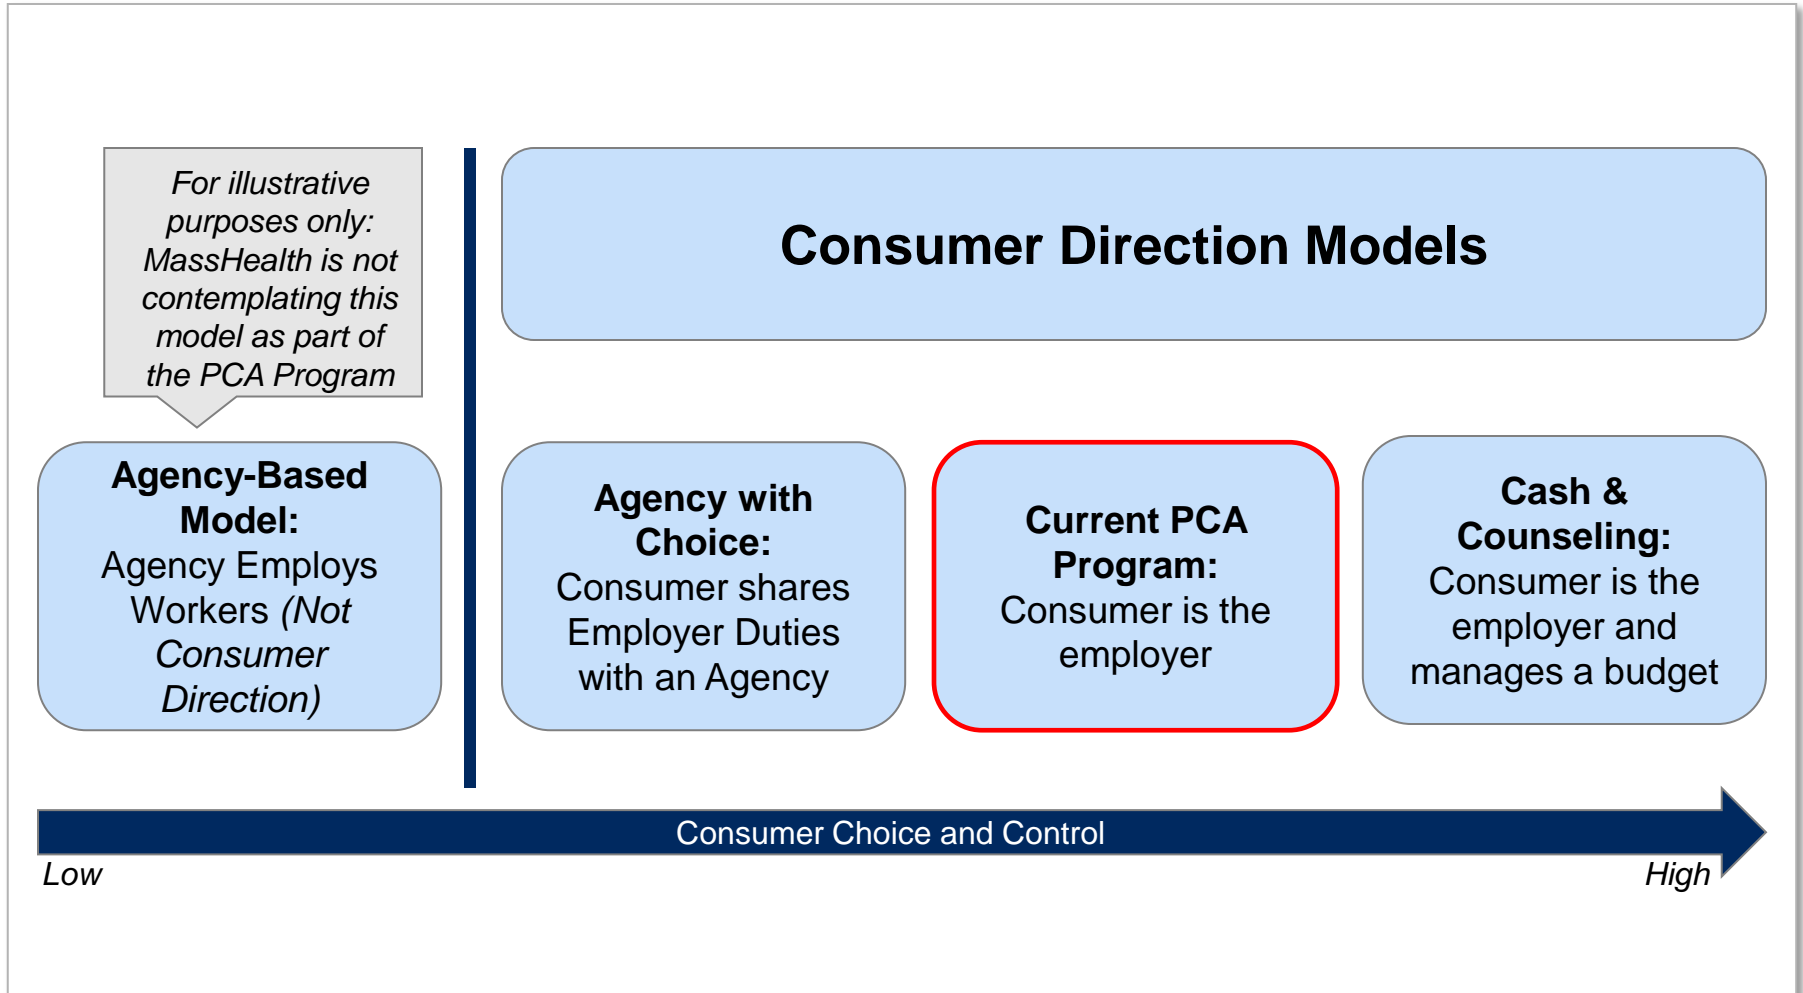 For illustrative
purposes only:
MassHealth is not
contemplating this
model as part of
the PCA Program
Consumer Direction Models
Agency-Based
Model:
Agency Employs
Workers (Not
Consumer
Direction)
Agency with
Choice:
Consumer shares
Employer Duties
with an Agency
Current PCA
Program:
Consumer is the
employer
Cash &
Counseling:
Consumer is the
employer and
manages a budget
Consumer Choice and Control
Low
High